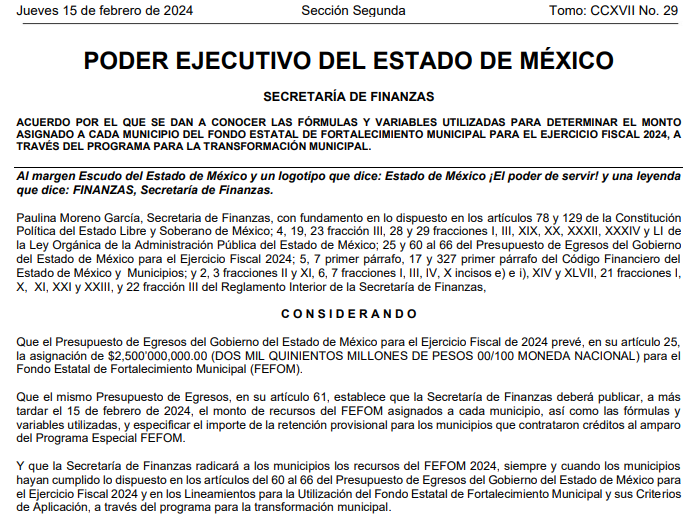 Jueves 15 de febrero de 2024 Sección Segunda Tomo: CCXVII No. 29
PODER EJECUTIVO DEL ESTADO DE MÉXICO
SECRETARÍA DE FINANZAS
ACUERDO POR EL QUE SE DAN A CONOCER LAS FÓRMULAS Y VARIABLES UTILIZADAS PARA DETERMINAR EL MONTO
ASIGNADO A CADA MUNICIPIO DEL FONDO ESTATAL DE FORTALECIMIENTO MUNICIPAL PARA EL EJERCICIO FISCAL 2024, A
TRAVÉS DEL PROGRAMA PARA LA TRANSFORMACIÓN MUNICIPAL.
Al margen Escudo del Estado de México y un logotipo que dice: Estado de México ¡El poder de servir! y una leyenda
que dice: FINANZAS, Secretaría de Finanzas.
Paulina Moreno García, Secretaria de Finanzas, con fundamento en lo dispuesto en los artículos 78 y 129 de la Constitución
Política del Estado Libre y Soberano de México; 4, 19, 23 fracción III, 28 y 29 fracciones I, III, XIX, XX, XXXII, XXXIV y LI de
la Ley Orgánica de la Administración Pública del Estado de México; 25 y 60 al 66 del Presupuesto de Egresos del Gobierno
del Estado de México para el Ejercicio Fiscal 2024; 5, 7 primer párrafo, 17 y 327 primer párrafo del Código Financiero del
Estado de México y Municipios; y 2, 3 fracciones II y XI, 6, 7 fracciones I, III, IV, X incisos e) e i), XIV y XLVII, 21 fracciones I,
X, XI, XXI y XXIII, y 22 fracción III del Reglamento Interior de la Secretaría de Finanzas,
C O N S I D E R A N D O
Que el Presupuesto de Egresos del Gobierno del Estado de México para el Ejercicio Fiscal de 2024 prevé, en su artículo 25,
la asignación de $2,500'000,000.00 (DOS MIL QUINIENTOS MILLONES DE PESOS 00/100 MONEDA NACIONAL) para el
Fondo Estatal de Fortalecimiento Municipal (FEFOM).
Que el mismo Presupuesto de Egresos, en su artículo 61, establece que la Secretaría de Finanzas deberá publicar, a más
tardar el 15 de febrero de 2024, el monto de recursos del FEFOM asignados a cada municipio, así como las fórmulas y
variables utilizadas, y especificar el importe de la retención provisional para los municipios que contrataron créditos al amparo
del Programa Especial FEFOM.
Y que la Secretaría de Finanzas radicará a los municipios los recursos del FEFOM 2024, siempre y cuando los municipios
hayan cumplido lo dispuesto en los artículos del 60 al 66 del Presupuesto de Egresos del Gobierno del Estado de México para
el Ejercicio Fiscal 2024 y en los Lineamientos para la Utilización del Fondo Estatal de Fortalecimiento Municipal y sus Criterios
de Aplicación, a través del programa para la transformación municipal.